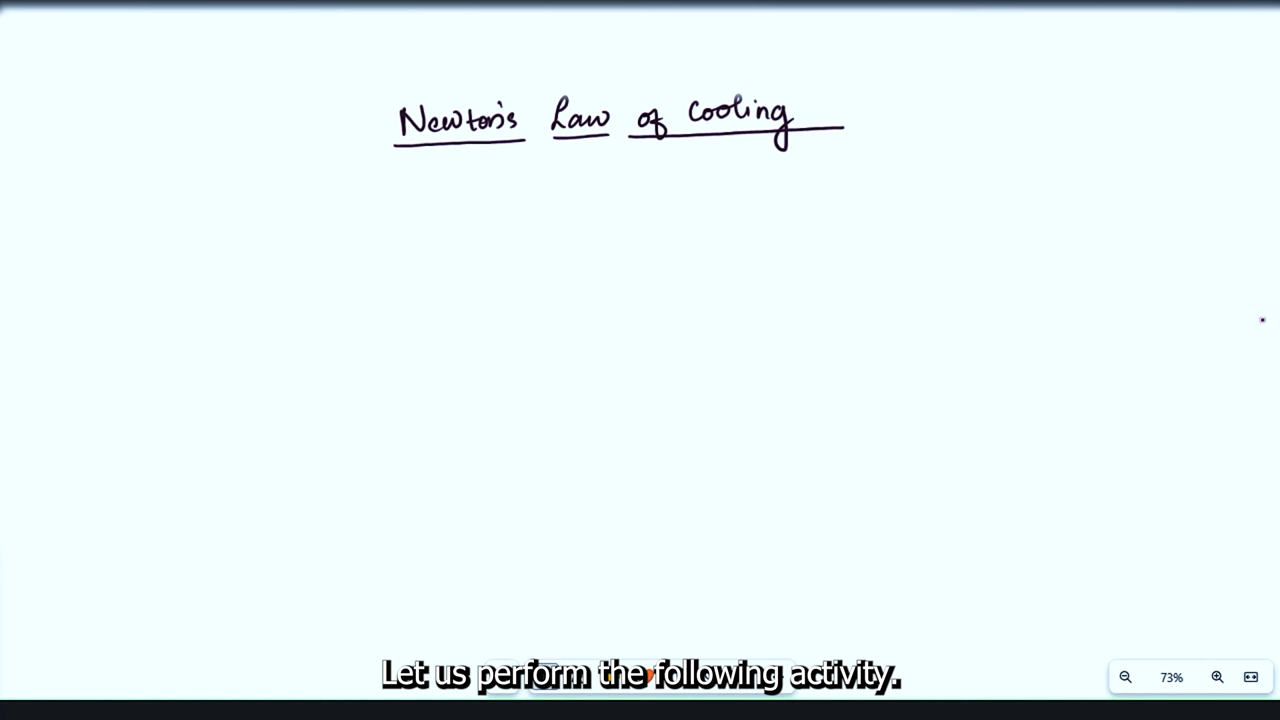 Newton's Law of Cooling
Let us perform the following activity.
73%